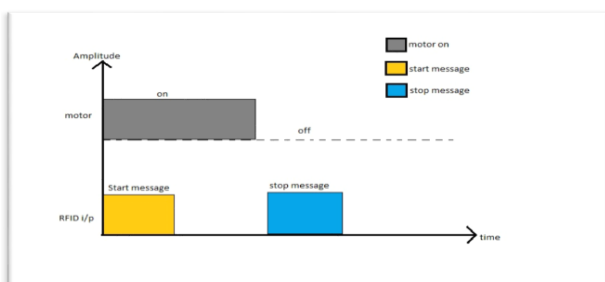 motor on
Amplitude
start message
stop message
on
motor
off
Start message
stop message
RFID i/p
time